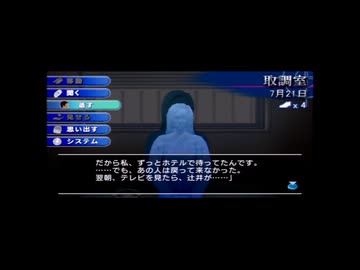 移動
聞く
進す
見せる
思い出す
システム
取調室
7月21日
x 4
だから私、ずっとホテルで待ってたんです。
……でも、あの人は戻って来なかった。
翌朝、テレビを見たら、辻井が……」